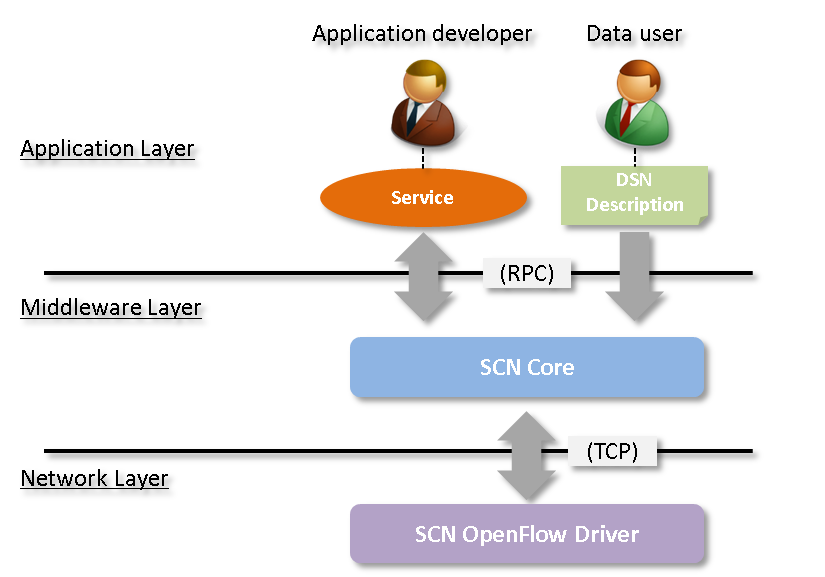 Application developer
Data user
Application Layer
Service
DSN
Description
(RPC)
Middleware Layer
SCN Core
(TCP)
Network Layer
SCN OpenFlow Driver